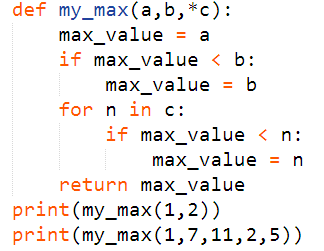 def my_max(a,b,*c):
    max_value = a
    if max_value < b:
        max_value = b
    for n in c:
        if max_value < n:
            max_value = n
    return max_value
print(my_max(1,2))
print(my_max(1,7,11,2,5))